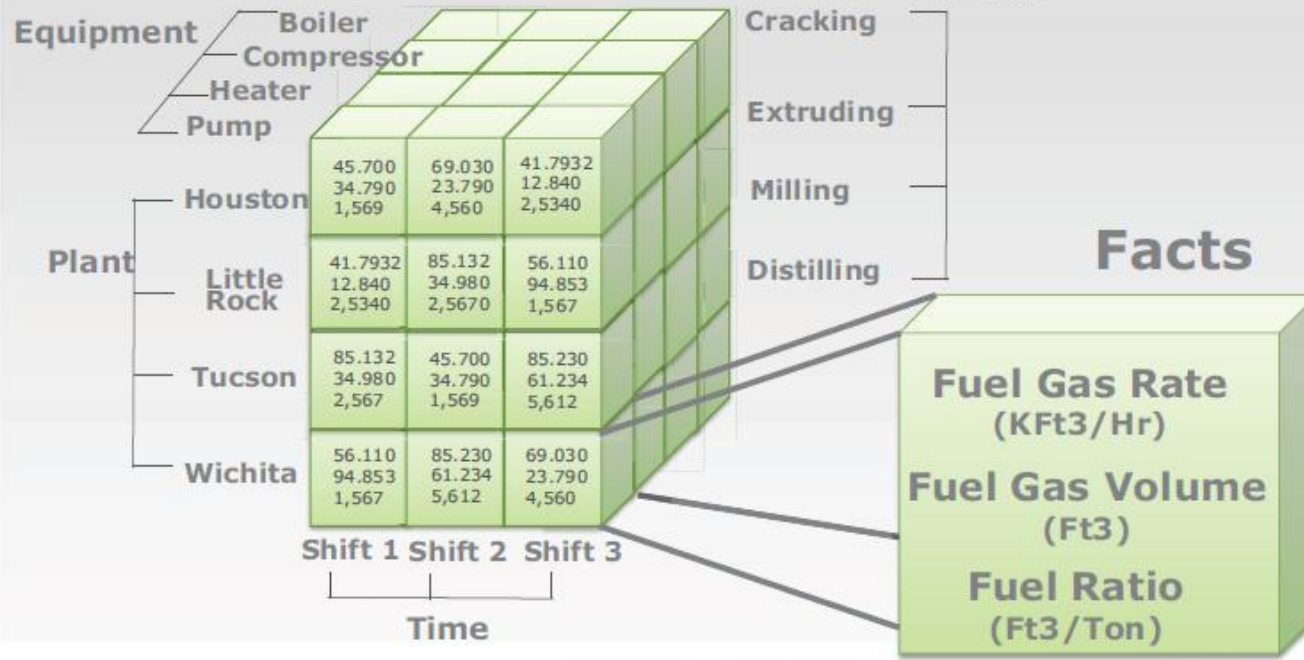 Equipment
Boiler
Compressor
Heater
Pump
Cracking
Extruding
Milling
Distilling
Plant
Houston
Little
Rock
Tucson
Wichita
45.700
34.790
1,569
69.030
23.790
4,560
41.7932
12.840
2,5340
41.7932
12.840
2,5340
85.132
34.980
2,5670
56.110
94.853
1,567
85.132
34.980
2,567
45.700
34.790
1,569
85.230
61.234
5,612
56.110
94.853
1,567
85.230
61.234
5,612
69.030
23.790
4,560
Shift 1 Shift 2 Shift 3
Time
Facts
Fuel Gas Rate
(KFt3/Hr)
Fuel Gas Volume
(Ft3)
Fuel Ratio
(Ft3/Ton)